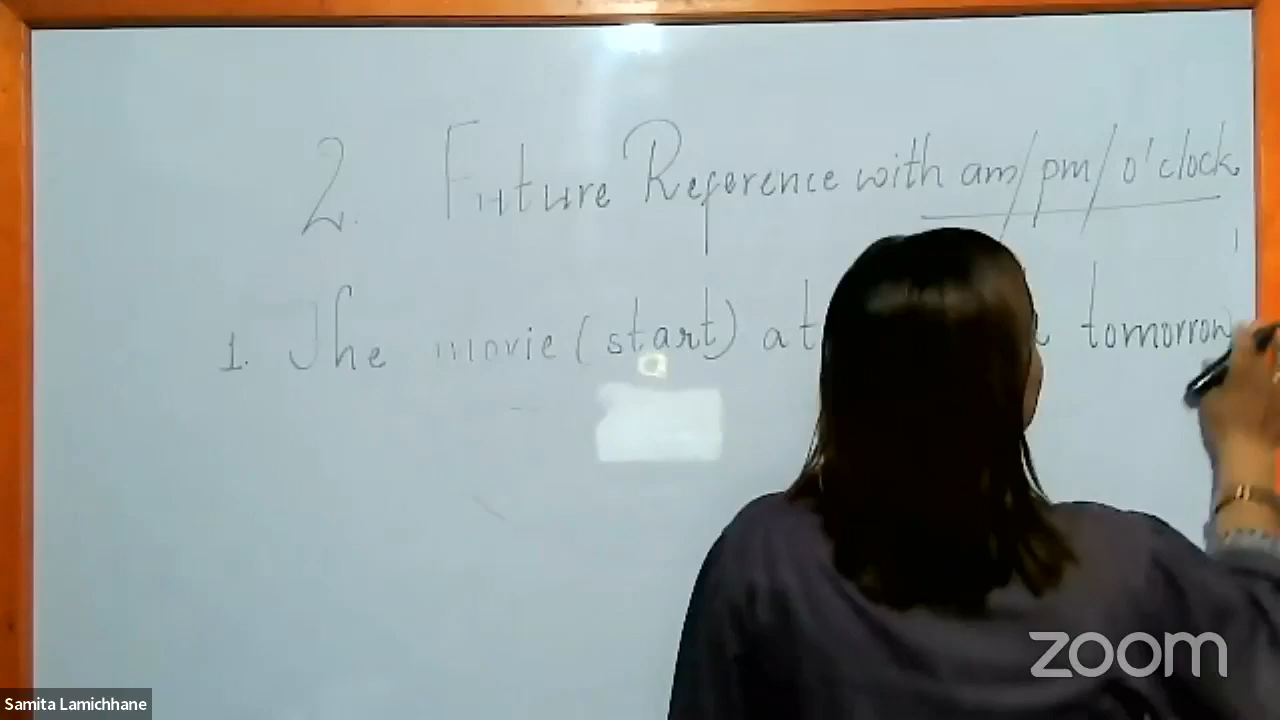 2. Future Reference with am/pm/o'clock.
1. The movie (start) at tomorrow
Samita Lamichhane
zoom